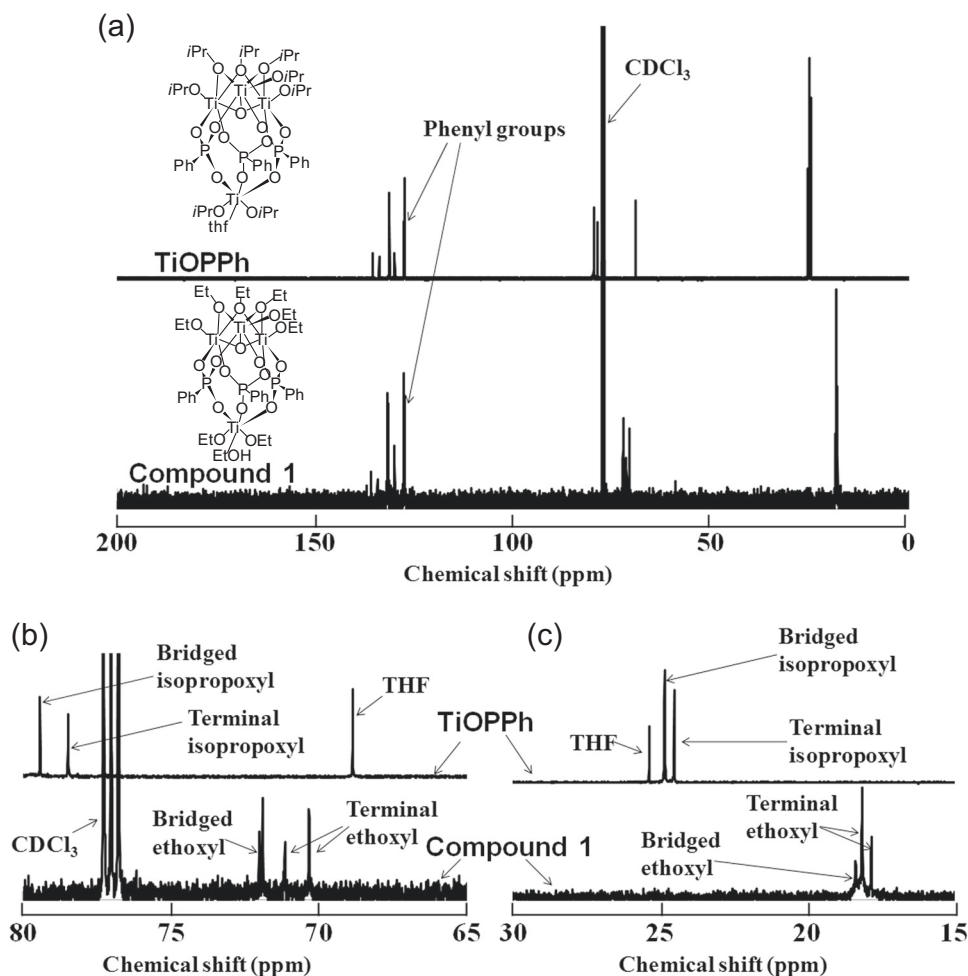 (a)
iPr
iPr
O
iPr
O
O
OiPr
iPrO
Ti
Ti
Ti
OiPr
O
O
O
O
O
O
O
P
P
P
Ph
Ph
Ph
O
O
O
Ti
iPrO
OiPr
thf
TiOPPh
CDCl₃
Phenyl groups
Et
Et
Et
O
O
O
OEt
EtO
Ti
Ti
Ti
OEt
O
O
O
O
O
O
O
P
P
P
Ph
Ph
Ph
O
O
O
Ti
EtO
OEt
EtOH
Compound 1
200 150 100 50 0
Chemical shift (ppm)
(b)
Bridged
isopropoxyl
Terminal
isopropoxyl
THF
TiOPPh
CDCl₃
Bridged
ethoxyl
Terminal
ethoxyl
Compound 1
80 75 70 65
Chemical shift (ppm)
(c)
Bridged
isopropoxyl
THF
Terminal
isopropoxyl
Terminal
ethoxyl
Bridged
ethoxyl
30 25 20 15
Chemical shift (ppm)